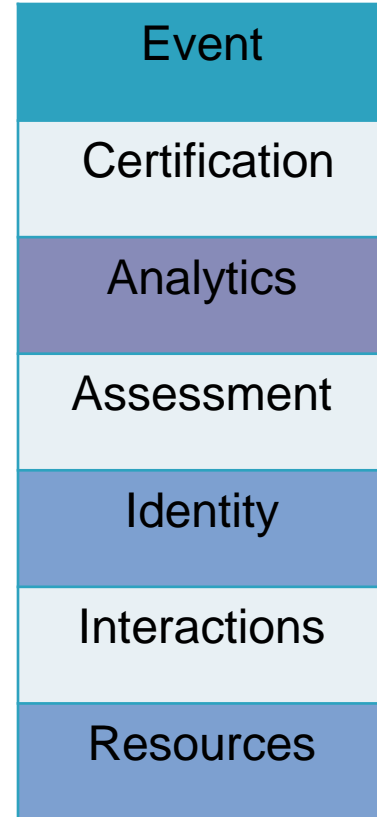 Event
Certification
Analytics
Assessment
Identity
Interactions
Resources